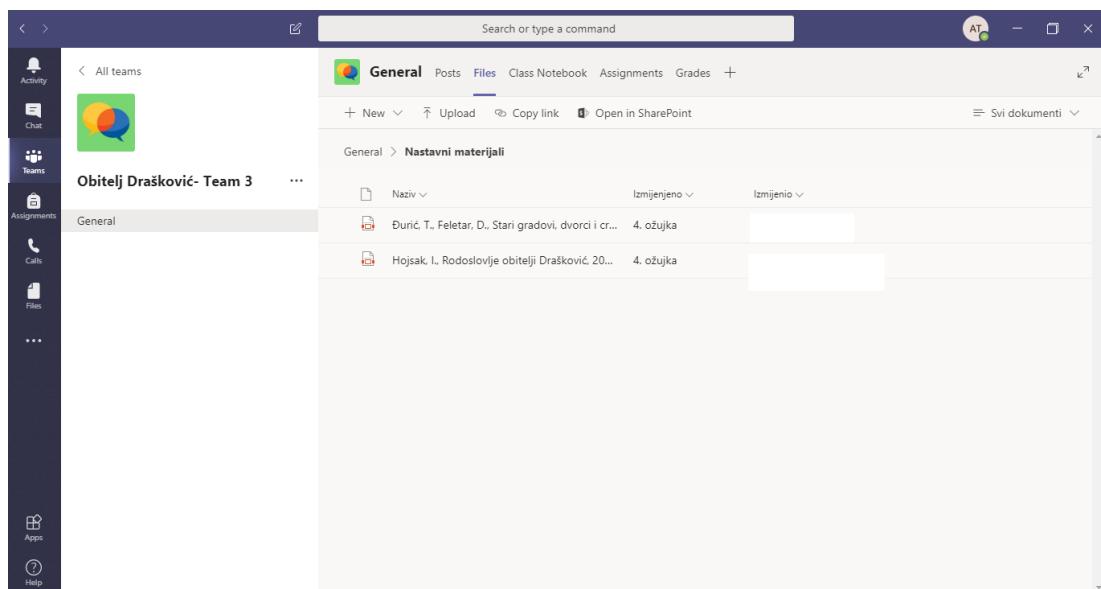 Search or type a command
AT
Activity
Chat
Teams
Assignments
Calls
Files
Apps
Help
All teams
Obitelj Drašković- Team 3
General
General Posts Files Class Notebook Assignments Grades
New Upload Copy link Open in SharePoint Svi dokumenti
General > Nastavni materijali
Naziv Izmijenjeno Izmijenio
Đurić, T., Feletar, D., Stari gradovi, dvorci i cr... 4. ožujka
Hojsak, I., Rodoslovlje obitelji Drašković, 20... 4. ožujka